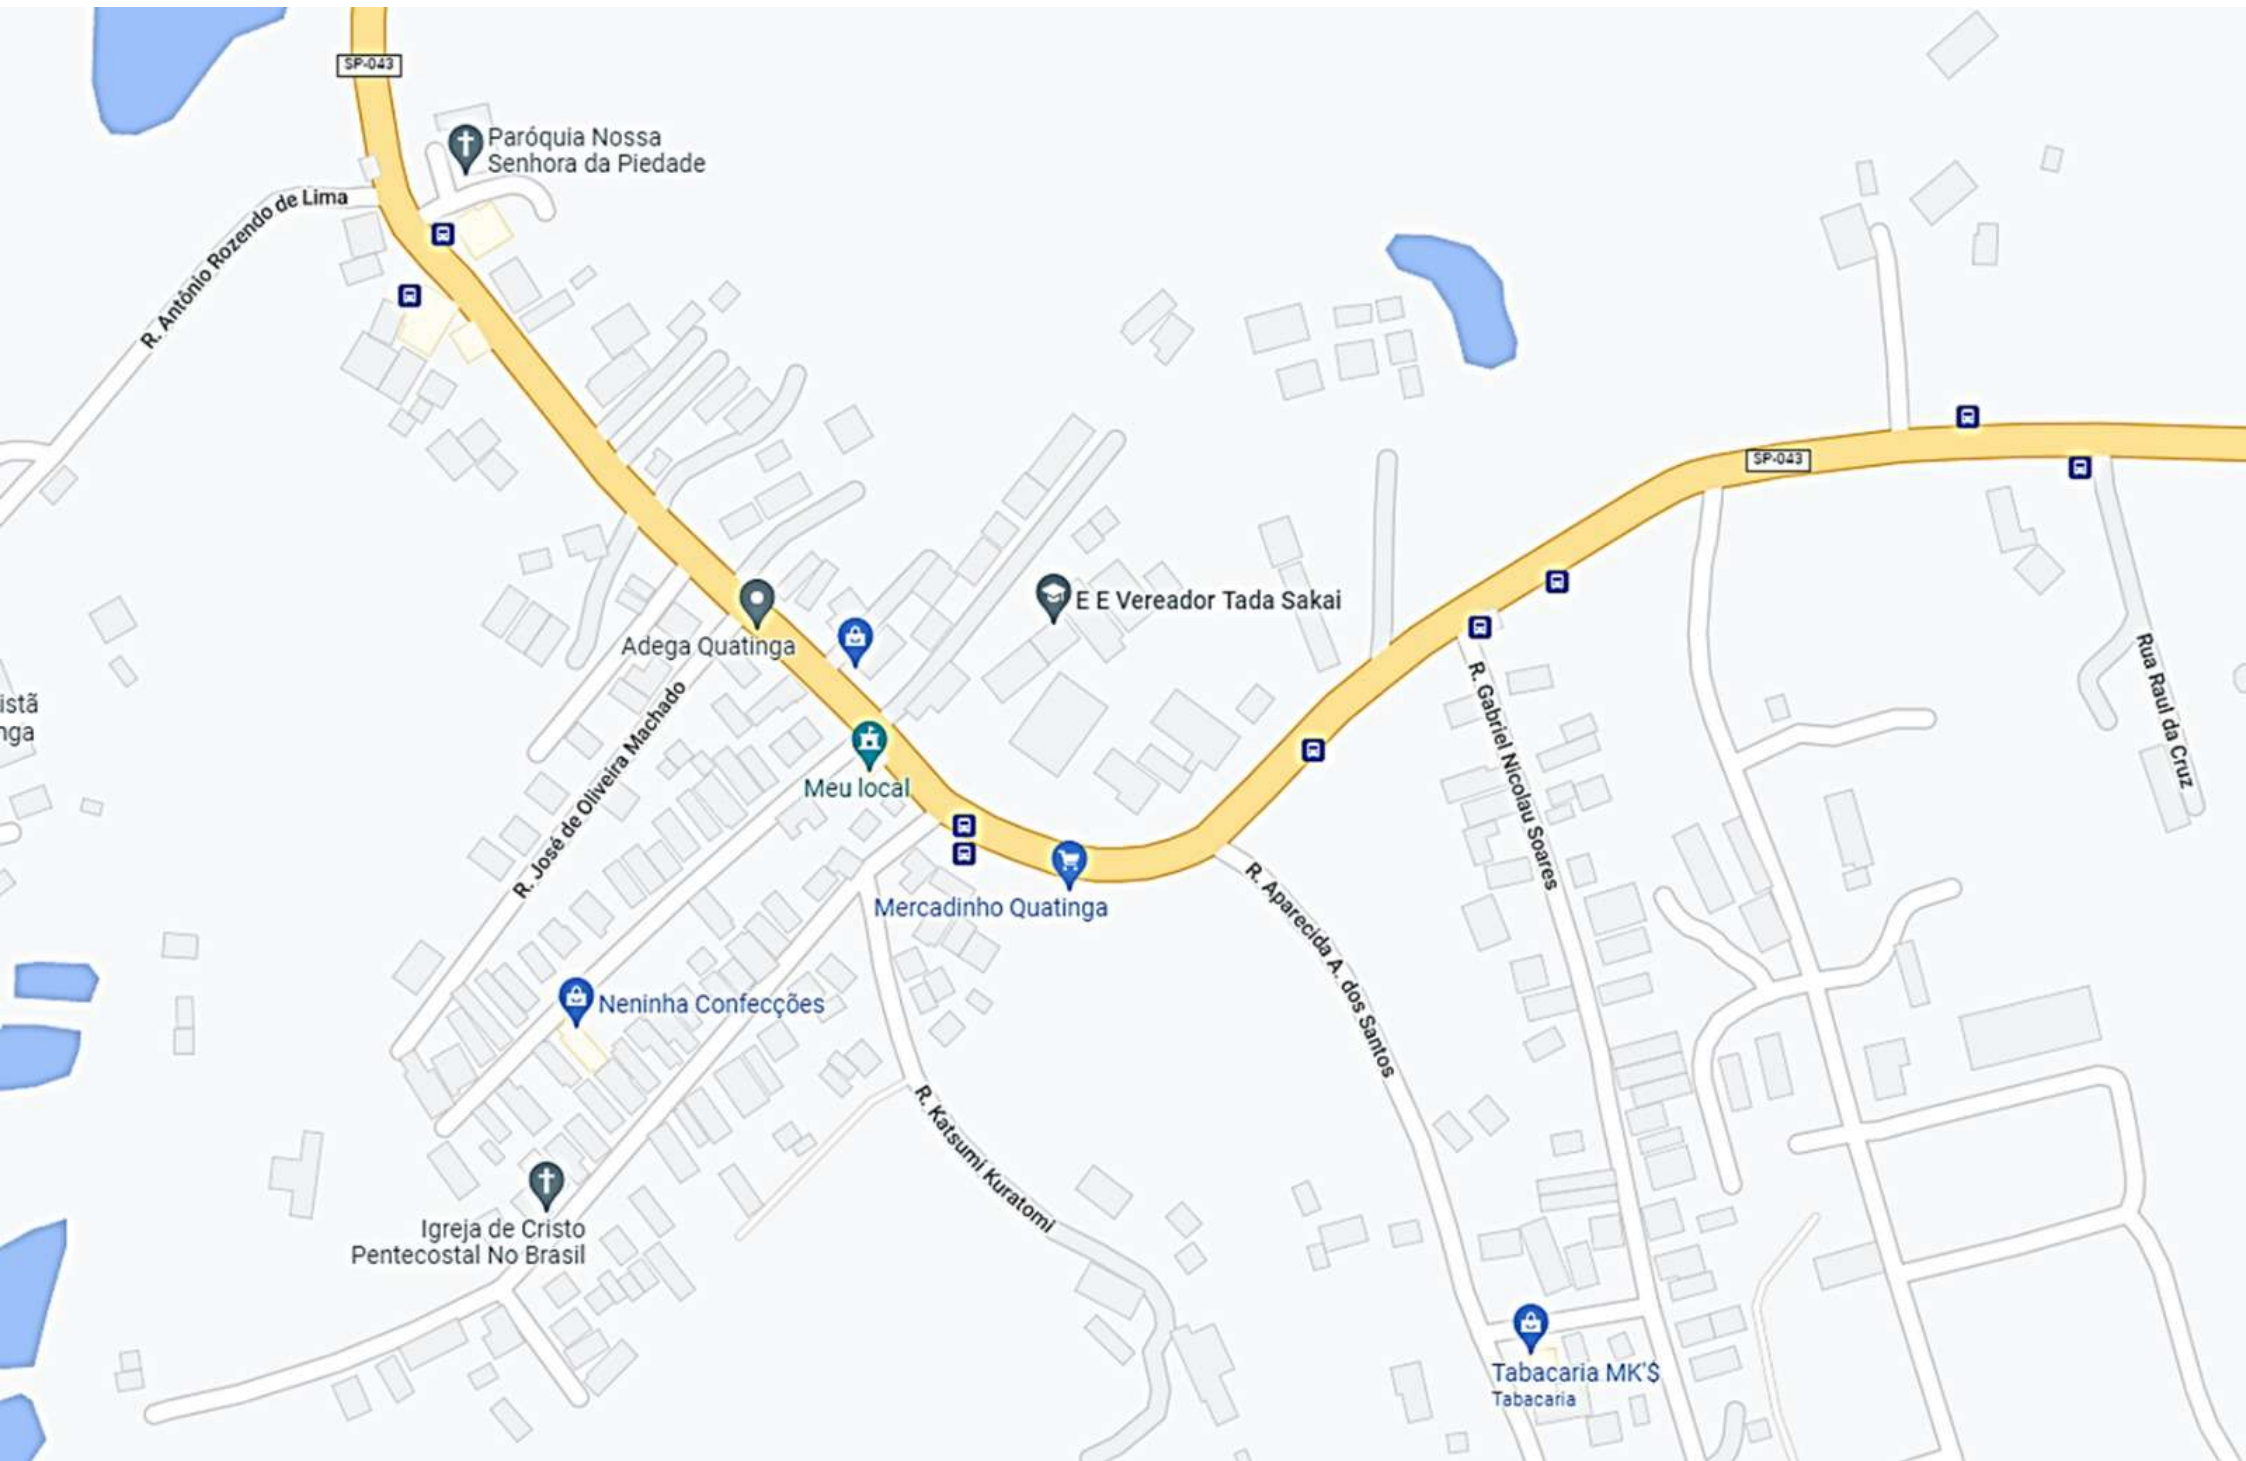 SP-043
Paróquia Nossa
Senhora da Piedade
R. Antônio Rozendo de Lima
SP-043
E E Vereador Tada Sakai
Adega Quatinga
R. Gabriel Nicolau Soares
Rua Raul da Cruz
istã
nga
R. José de Oliveira Machado
Meu local
Mercadinho Quatinga
R. Aparecida A. dos Santos
Neninha Confecções
R. Katsumi Kuratomi
Igreja de Cristo
Pentecostal No Brasil
Tabacaria MK'$
Tabacaria